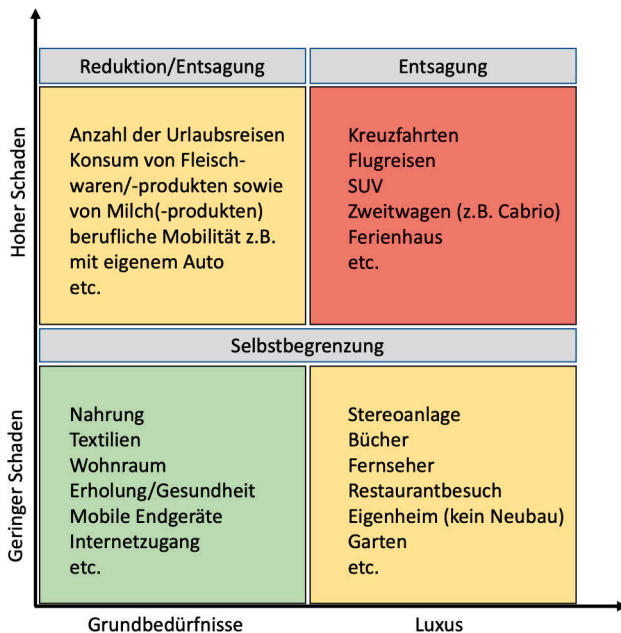 Reduktion/Entsagung
Entsagung
Hoher Schaden
Anzahl der Urlaubsreisen
Konsum von Fleisch-
waren/-produkten sowie
von Milch(-produkten)
berufliche Mobilität z.B.
mit eigenem Auto
etc.
Kreuzfahrten
Flugreisen
SUV
Zweitwagen (z.B. Cabrio)
Ferienhaus
etc.
Selbstbegrenzung
Geringer Schaden
Nahrung
Textilien
Wohnraum
Erholung/Gesundheit
Mobile Endgeräte
Internetzugang
etc.
Stereoanlage
Bücher
Fernseher
Restaurantbesuch
Eigenheim (kein Neubau)
Garten
etc.
Grundbedürfnisse
Luxus